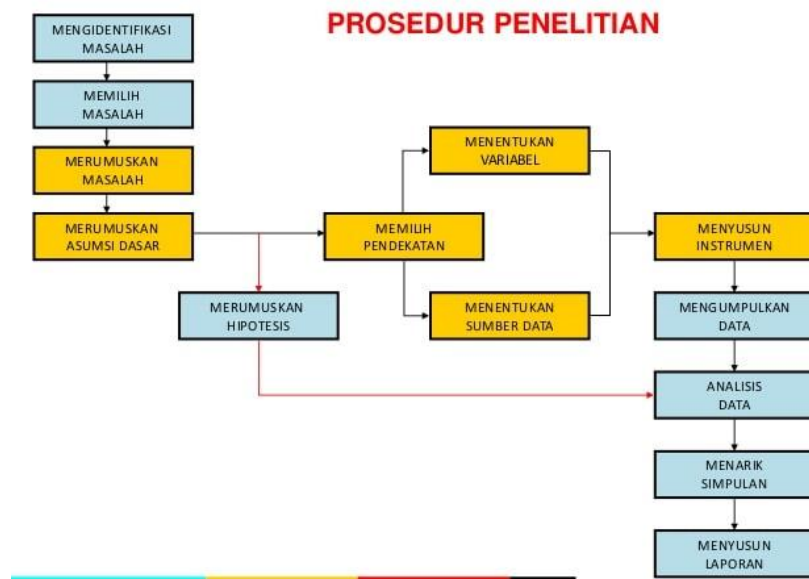 PROSEDUR PENELITIAN
MENGIDENTIFIKASI
MASALAH
MEMILIH
MASALAH
MERUMUSKAN
MASALAH
MERUMUSKAN
ASUMSI DASAR
MERUMUSKAN
HIPOTESIS
MEMILIH
PENDEKATAN
MENENTUKAN
VARIABEL
MENENTUKAN
SUMBER DATA
MENYUSUN
INSTRUMEN
MENGUMPULKAN
DATA
ANALISIS
DATA
MENARIK
SIMPULAN
MENYUSUN
LAPORAN